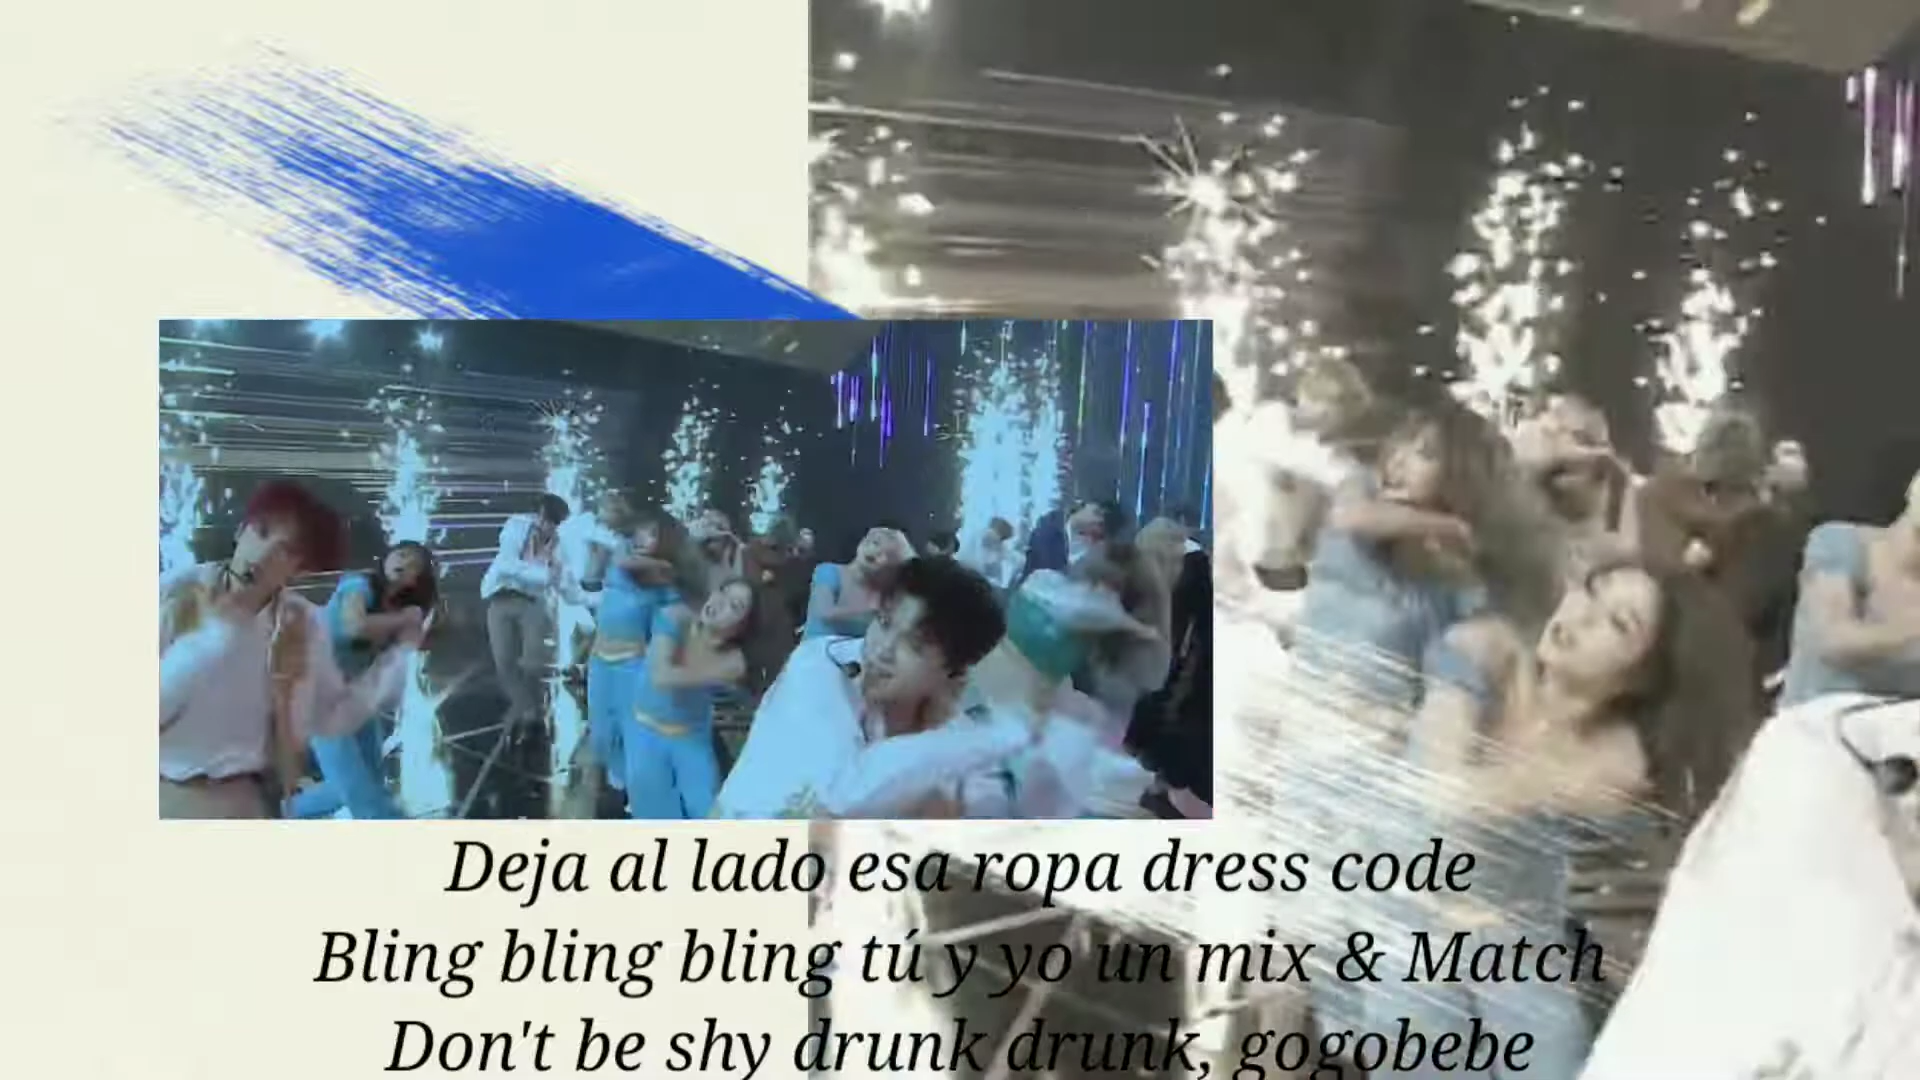 Deja al lado esa ropa dress code
Bling bling bling tú y yo un mix & Match
Don't be shy drunk drunk, gogobebe